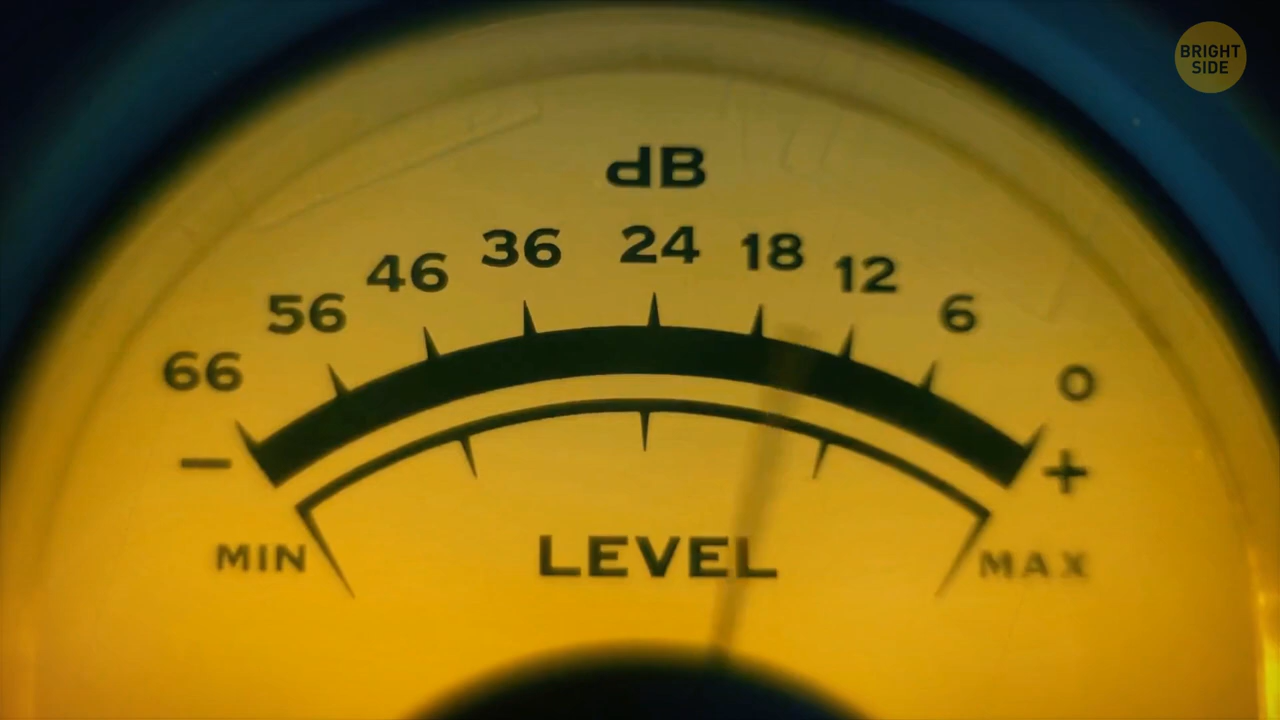 BRIGHT
SIDE
dB
66 56 46 36 24 18 12 6 0
− +
MIN LEVEL MAX